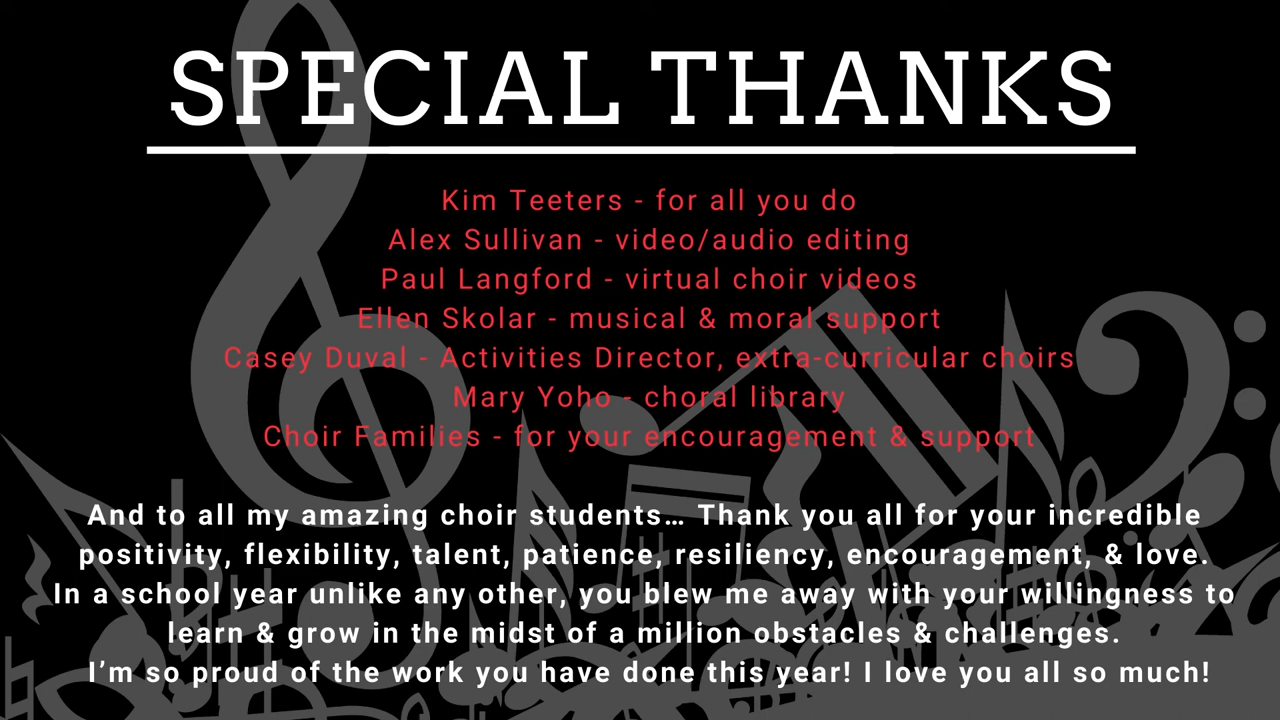 SPECIAL THANKS
Kim Teeters - for all you do
Alex Sullivan - video/audio editing
Paul Langford - virtual choir videos
Ellen Skolar - musical & moral support
Casey Duval - Activities Director, extra-curricular choirs
Mary Yoho - choral library
Choir Families - for your encouragement & support
And to all my amazing choir students... Thank you all for your incredible
positivity, flexibility, talent, patience, resiliency, encouragement, & love.
In a school year unlike any other, you blew me away with your willingness to
learn & grow in the midst of a million obstacles & challenges.
I’m so proud of the work you have done this year! I love you all so much!